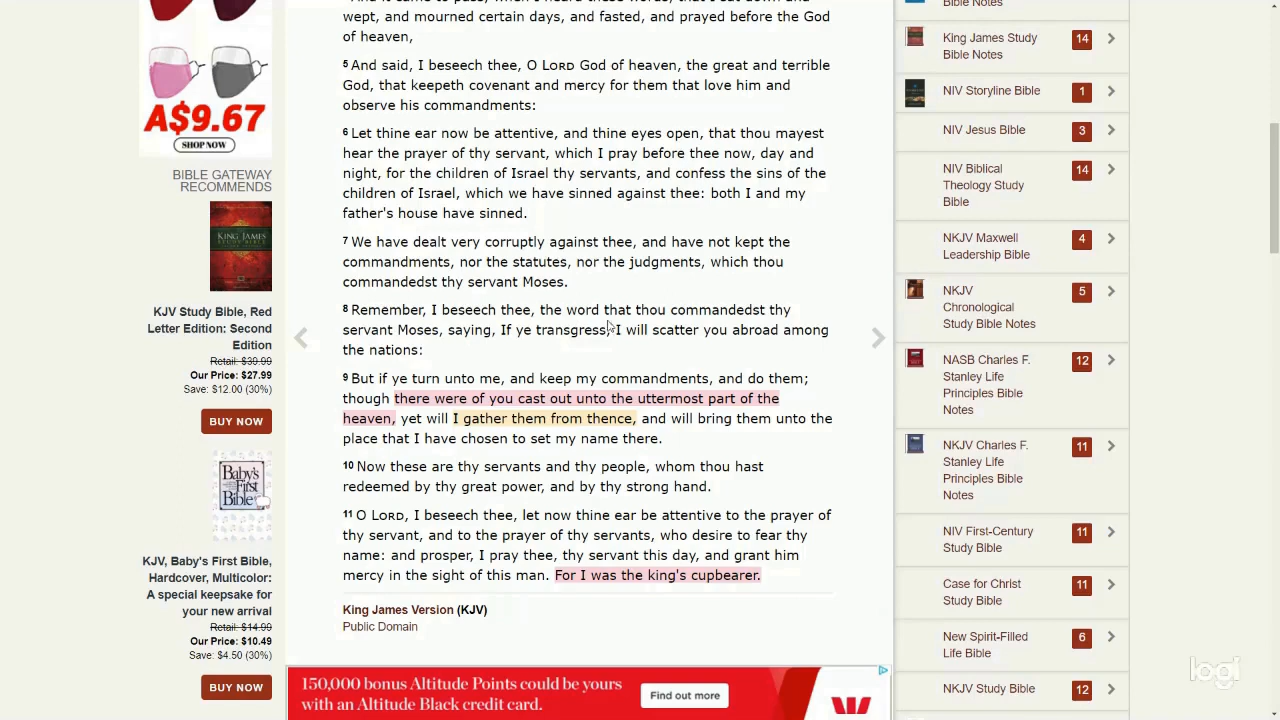 A$9.67
SHOP NOW
BIBLE GATEWAY
RECOMMENDS
KING JAMES
STUDY BIBLE
KJV Study Bible, Red
Letter Edition: Second
Edition
Retail: $39.99
Our Price: $27.99
Save: $12.00 (30%)
BUY NOW
Baby's
First
Bible
KJV, Baby's First Bible,
Hardcover, Multicolor:
A special keepsake for
your new arrival
Retail: $14.99
Our Price: $10.49
Save: $4.50 (30%)
BUY NOW
wept, and mourned certain days, and fasted, and prayed before the God
of heaven,
5 And said, I beseech thee, O LORD God of heaven, the great and terrible
God, that keepeth covenant and mercy for them that love him and
observe his commandments:
6 Let thine ear now be attentive, and thine eyes open, that thou mayest
hear the prayer of thy servant, which I pray before thee now, day and
night, for the children of Israel thy servants, and confess the sins of the
children of Israel, which we have sinned against thee: both I and my
father's house have sinned.
7 We have dealt very corruptly against thee, and have not kept the
commandments, nor the statutes, nor the judgments, which thou
commandedst thy servant Moses.
8 Remember, I beseech thee, the word that thou commandedst thy
servant Moses, saying, If ye transgress, I will scatter you abroad among
the nations:
9 But if ye turn unto me, and keep my commandments, and do them;
though there were of you cast out unto the uttermost part of the
heaven, yet will I gather them from thence, and will bring them unto the
place that I have chosen to set my name there.
10 Now these are thy servants and thy people, whom thou hast
redeemed by thy great power, and by thy strong hand.
11 O LORD, I beseech thee, let now thine ear be attentive to the prayer of
thy servant, and to the prayer of thy servants, who desire to fear thy
name: and prosper, I pray thee, thy servant this day, and grant him
mercy in the sight of this man. For I was the king's cupbearer.
King James Version (KJV)
Public Domain
150,000 bonus Altitude Points could be yours
with an Altitude Black credit card.
Find out more
Bible Notes
King James Study
Bible Notes
14
NIV Storyline Bible
1
NIV Jesus Bible
3
NIV Biblical
Theology Study
Bible
14
NKJV Maxwell
Leadership Bible
4
NKJV
Chronological
Study Bible Notes
5
NASB Charles F.
Stanley Life
Principles Bible
Notes
12
NKJV Charles F.
Stanley Life
Principles Bible
Notes
11
NIV First-Century
Study Bible
11
Case for Christ
Study Bible
11
New Spirit-Filled
Life Bible
6
NKJV Study Bible
12
logi